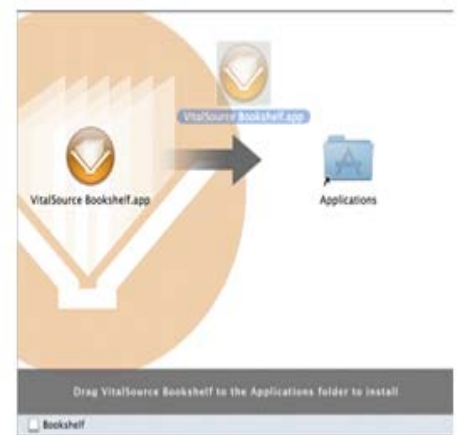 VitalSource Bookshelf.app
VitalSource Bookshelf.app
Applications
Drag VitalSource Bookshelf to the Applications folder to install
Bookshelf